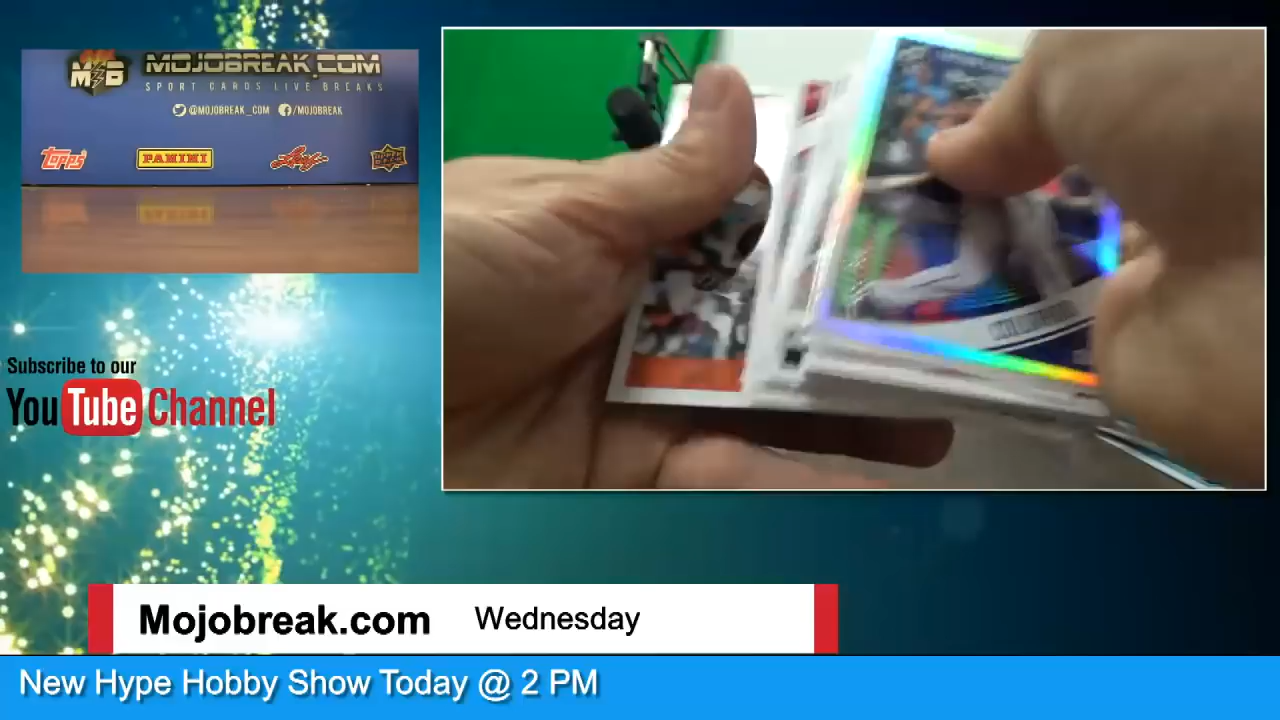 MB MOJOBREAK.COM
SPORT CARDS LIVE BREAKS
@MOJOBREAK_COM /MOJOBREAK
Topps PANINI Leaf UPPER DECK
Subscribe to our
YouTube Channel
Mojobreak.com Wednesday
New Hype Hobby Show Today @ 2 PM